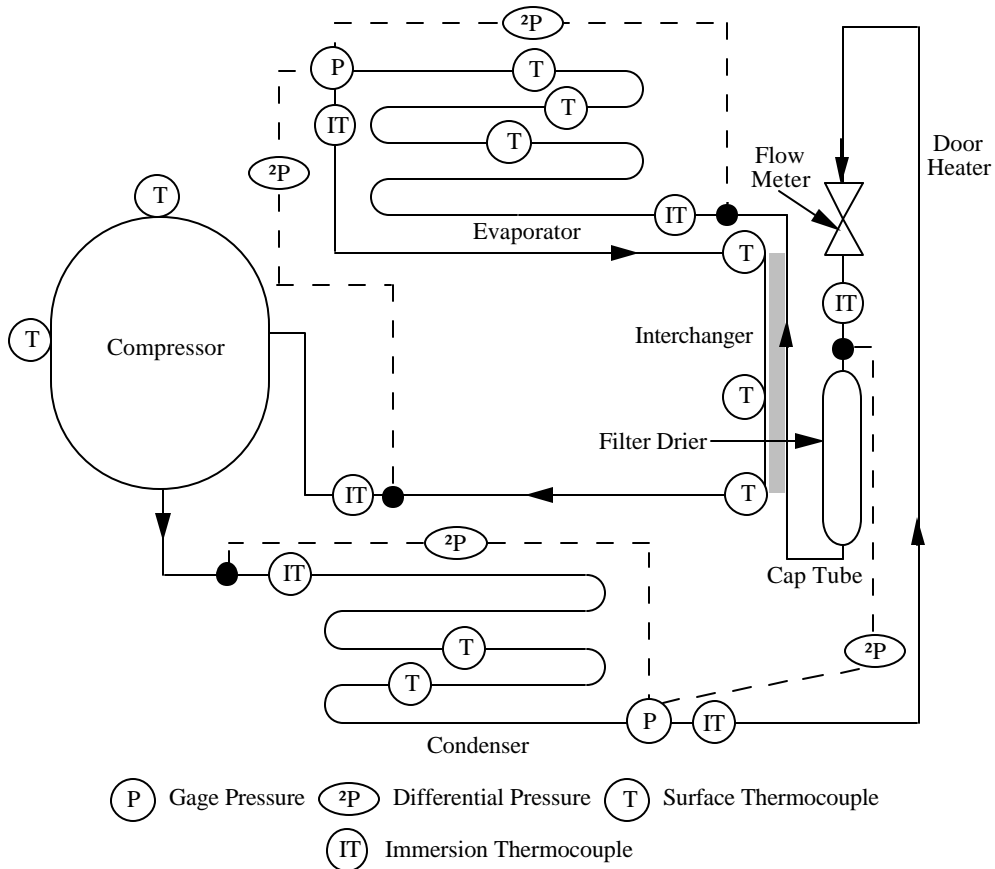 ²P
P
T
T
IT
T
Door
Heater
Flow
Meter
²P
T
IT
Evaporator
T
IT
T
Compressor
Interchanger
T
Filter Drier
IT
T
²P
IT
Cap Tube
T
²P
T
P
IT
Condenser
P Gage Pressure ²P Differential Pressure T Surface Thermocouple
IT Immersion Thermocouple